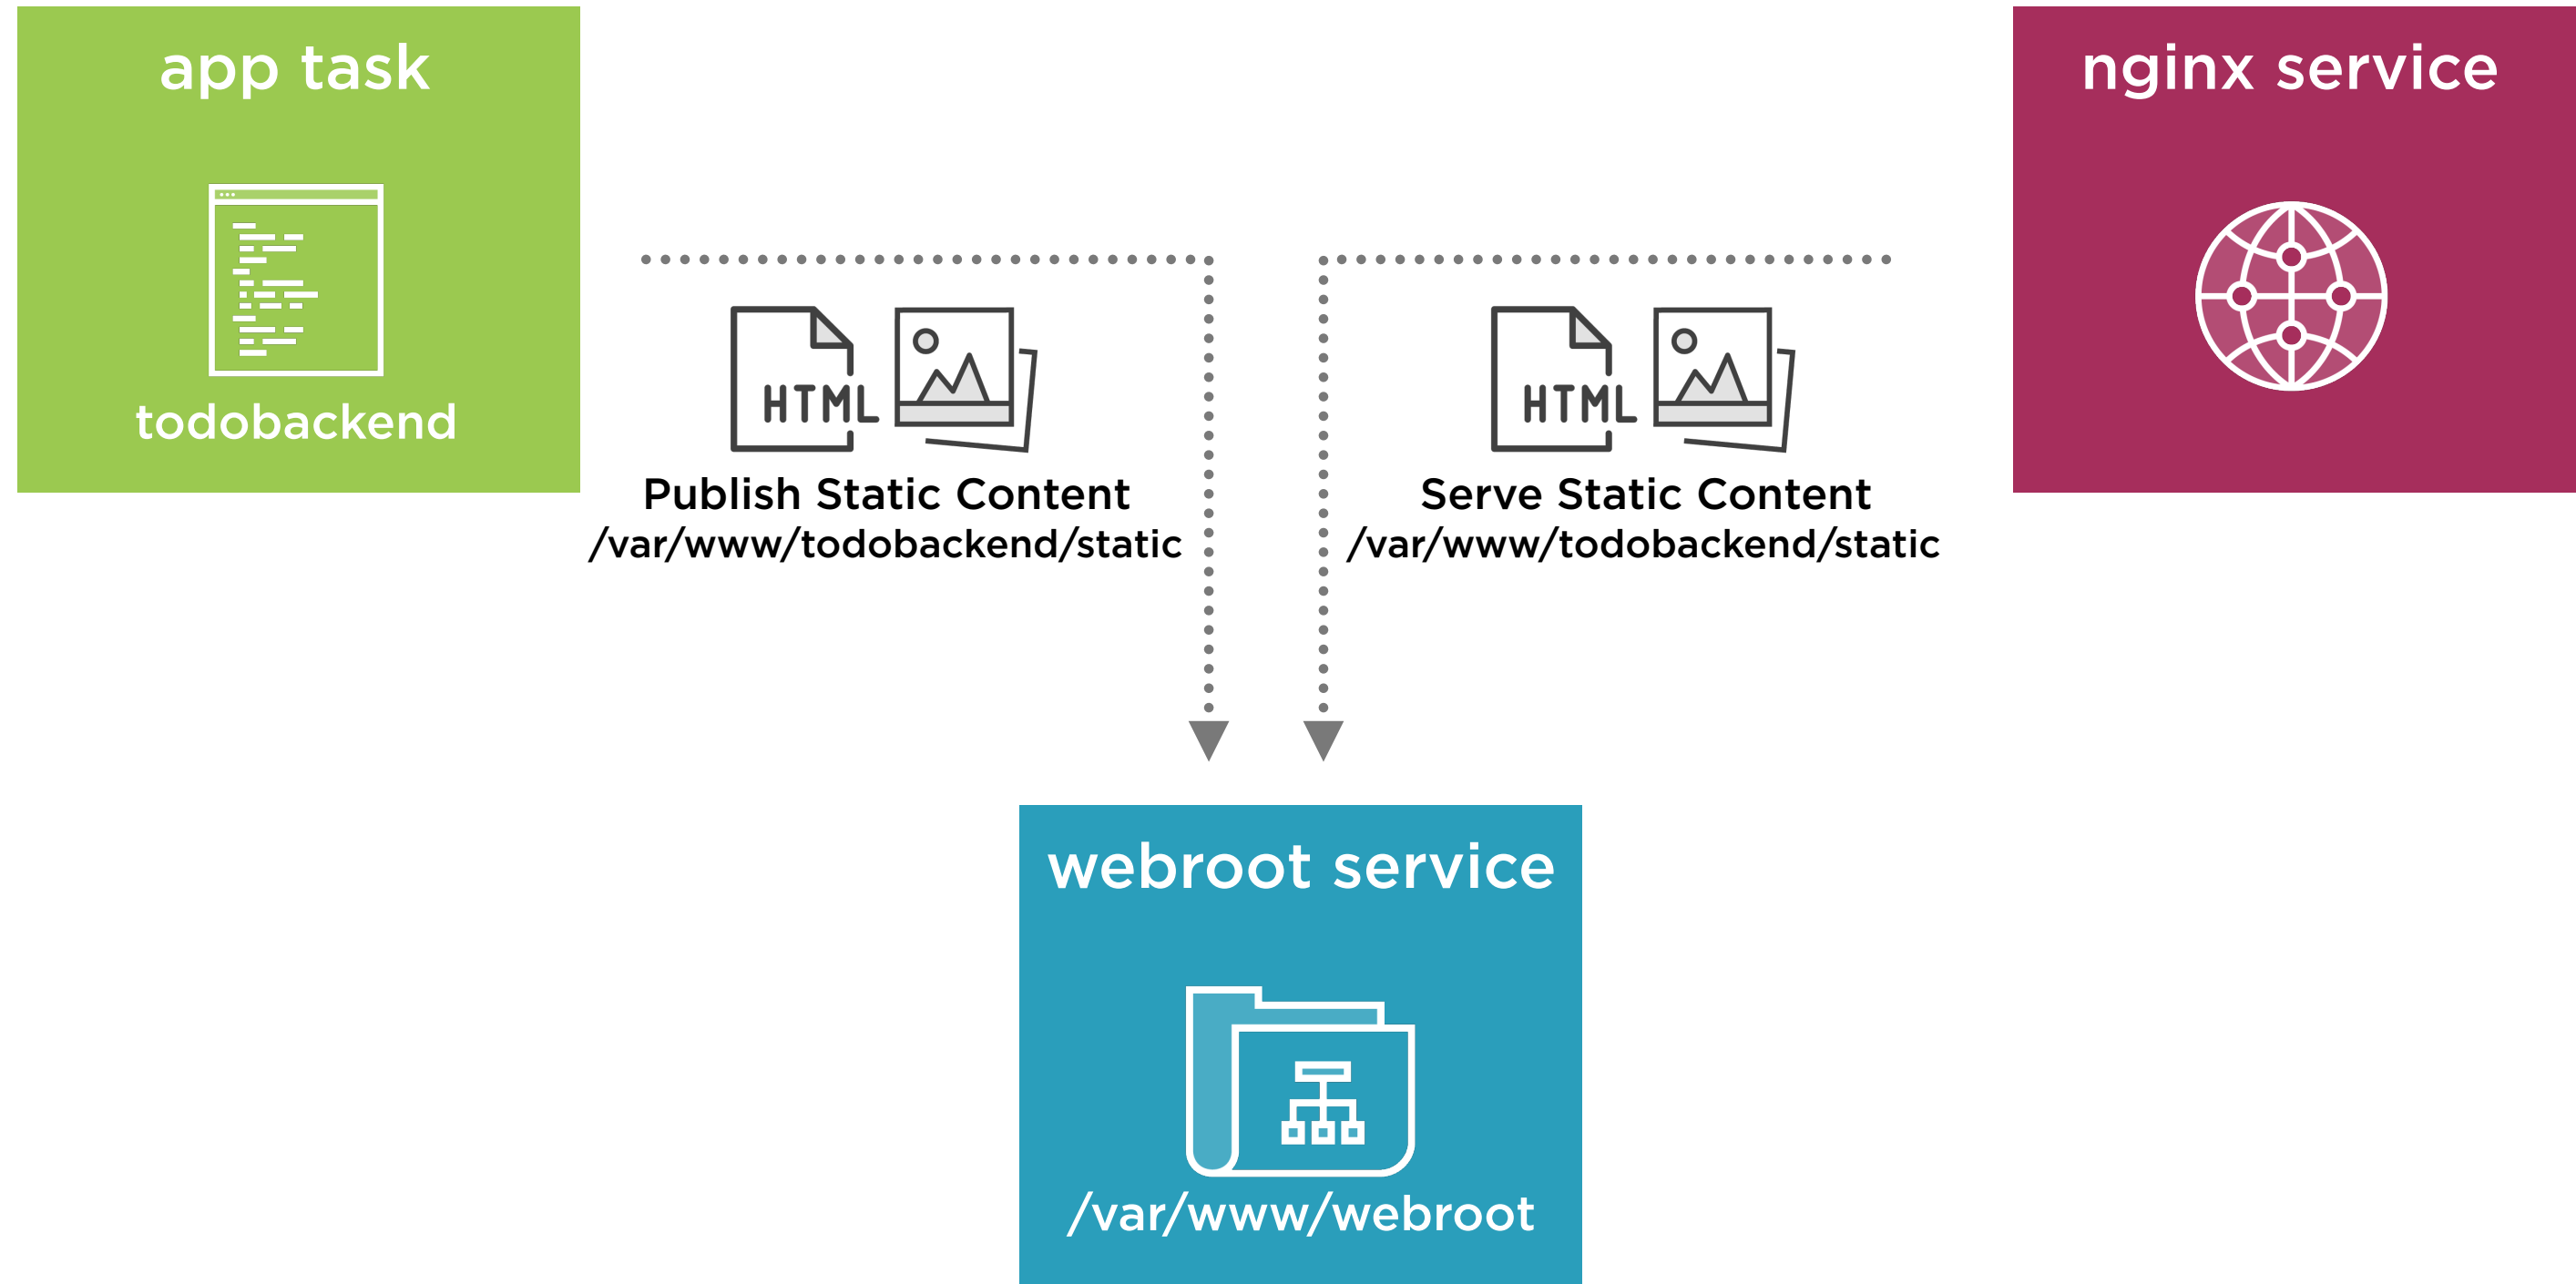 app task
todobackend
nginx service
HTML
Publish Static Content
/var/www/todobackend/static
HTML
Serve Static Content
/var/www/todobackend/static
webroot service
/var/www/webroot